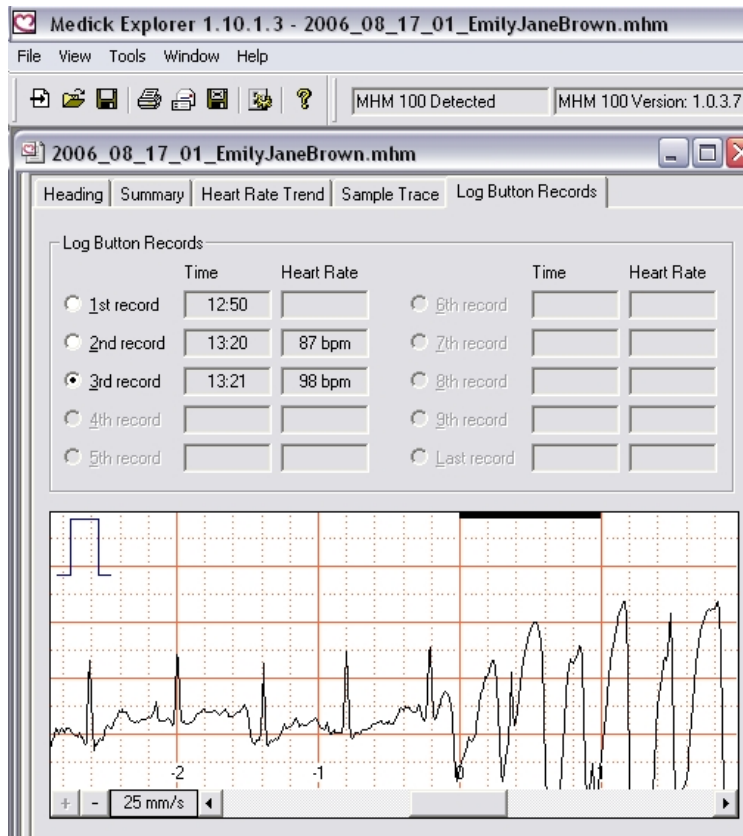 Medick Explorer 1.10.1.3 - 2006_08_17_01_EmilyJaneBrown.mhm
File View Tools Window Help
MHM 100 Detected MHM 100 Version: 1.0.3.7
2006_08_17_01_EmilyJaneBrown.mhm
Heading Summary Heart Rate Trend Sample Trace Log Button Records
Log Button Records
Time Heart Rate Time Heart Rate
1st record 12:50 6th record
2nd record 13:20 87 bpm 7th record
3rd record 13:21 98 bpm 8th record
4th record 9th record
5th record Last record
-2 -1 0 1
+ - 25 mm/s